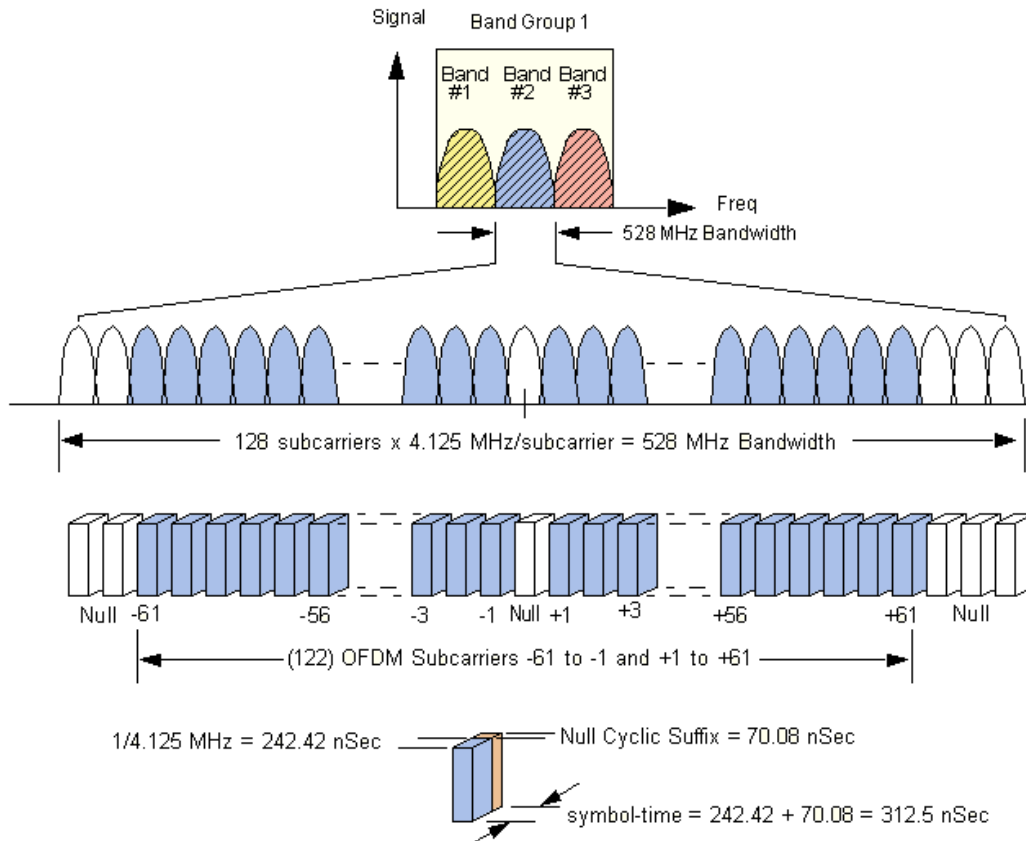 Signal
Band Group 1
Band #1
Band #2
Band #3
Freq
528 MHz Bandwidth
128 subcarriers x 4.125 MHz/subcarrier = 528 MHz Bandwidth
Null -61 -56 -3 -1 Null +1 +3 +56 +61 Null
(122) OFDM Subcarriers -61 to -1 and +1 to +61
1/4.125 MHz = 242.42 nSec
Null Cyclic Suffix = 70.08 nSec
symbol-time = 242.42 + 70.08 = 312.5 nSec